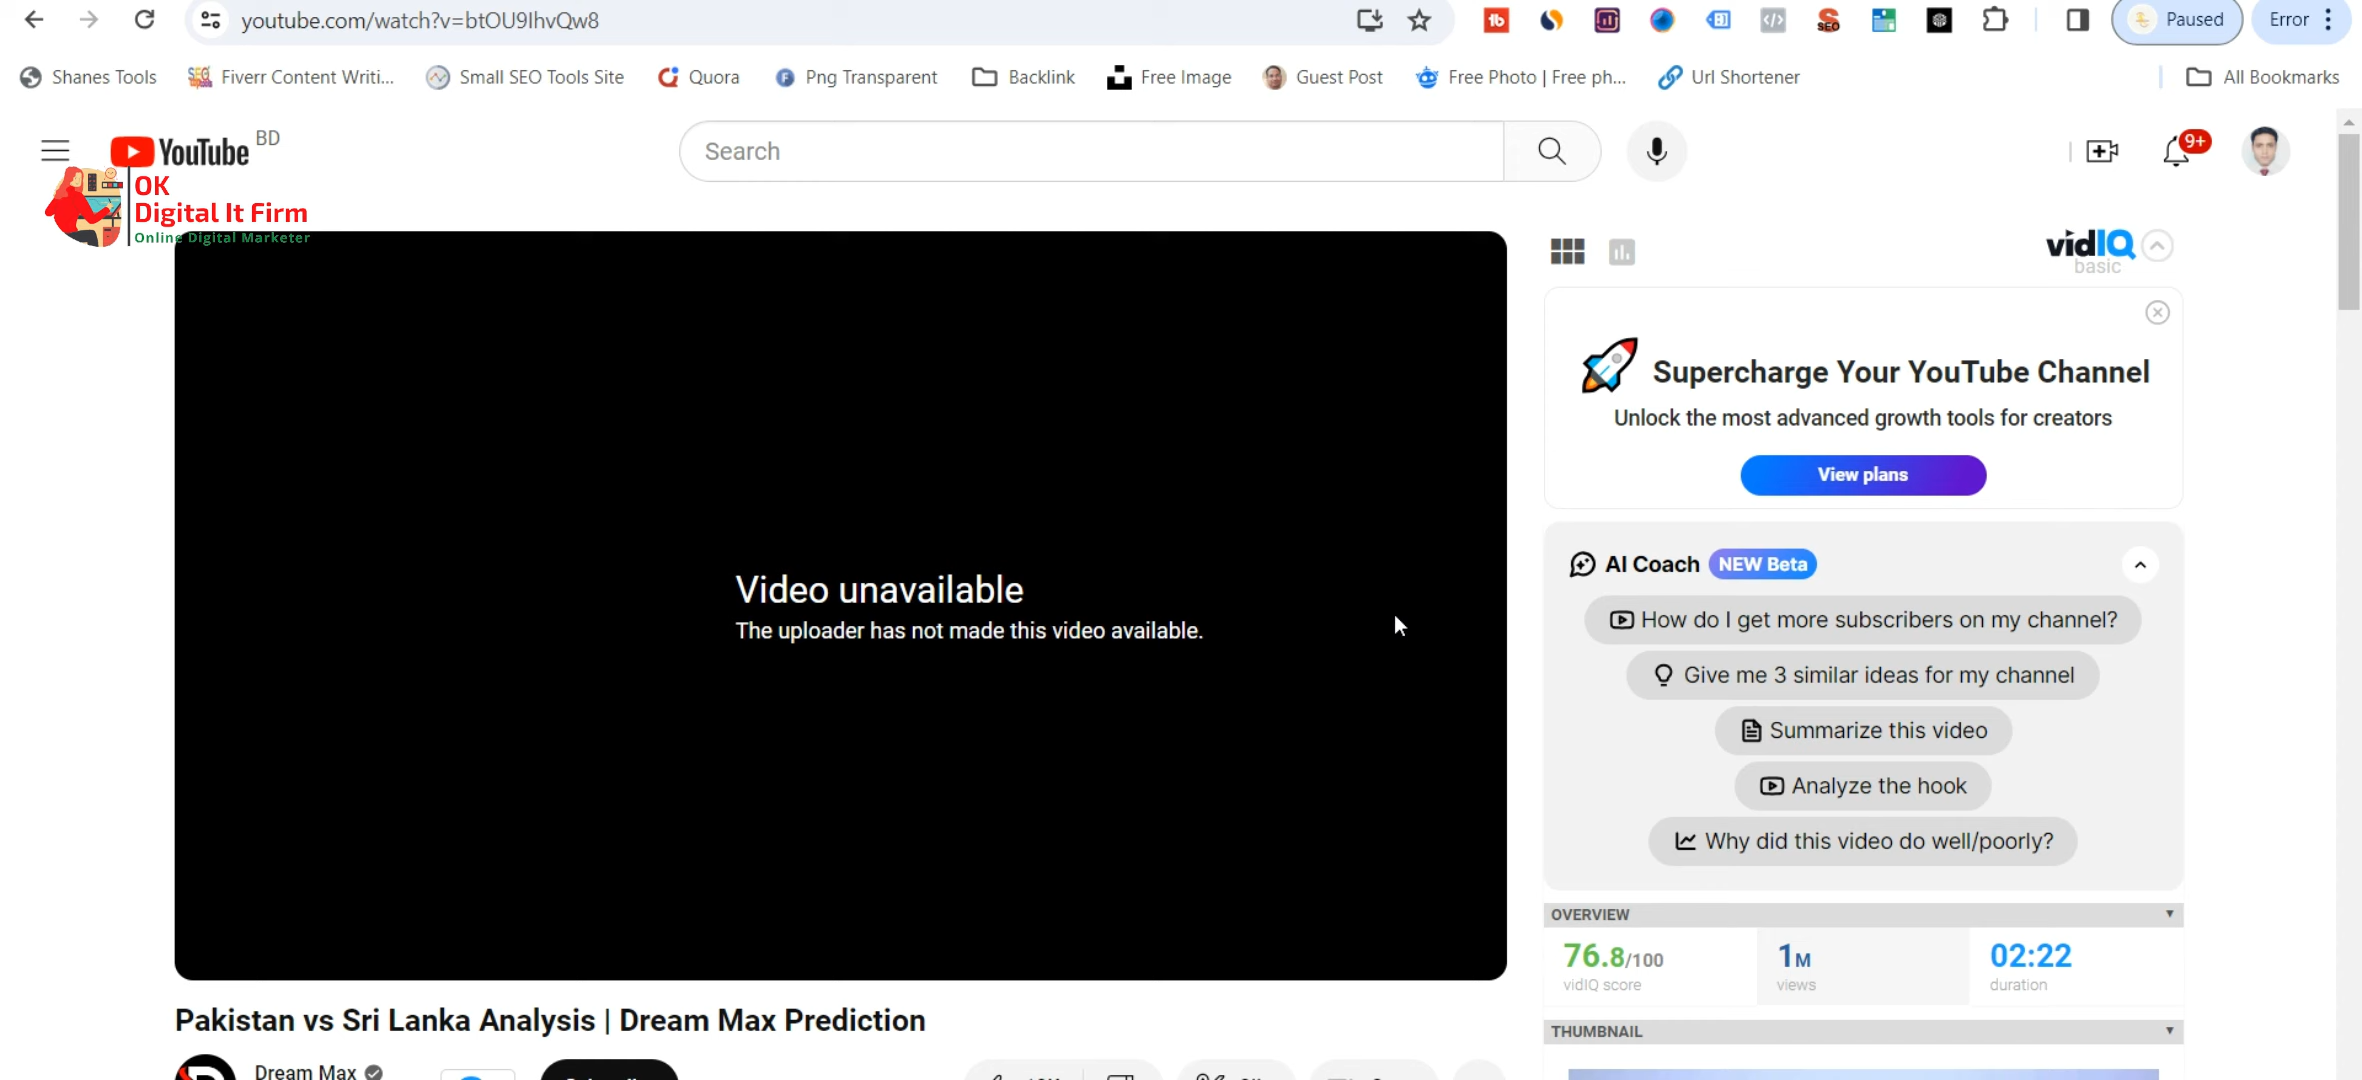 youtube.com/watch?v=btOU9IhvQw8
Paused
Error
Shanes Tools
Fiverr Content Writi...
Small SEO Tools Site
Quora
Png Transparent
Backlink
Free Image
Guest Post
Free Photo | Free ph...
Url Shortener
All Bookmarks
YouTube BD
Search
9+
OK
Digital It Firm
Online Digital Marketer
vidIQ
basic
Supercharge Your YouTube Channel
Unlock the most advanced growth tools for creators
View plans
Video unavailable
The uploader has not made this video available.
AI Coach NEW Beta
How do I get more subscribers on my channel?
Give me 3 similar ideas for my channel
Summarize this video
Analyze the hook
Why did this video do well/poorly?
OVERVIEW
76.8/100
vidIQ score
1M
views
02:22
duration
THUMBNAIL
Pakistan vs Sri Lanka Analysis | Dream Max Prediction
Dream Max